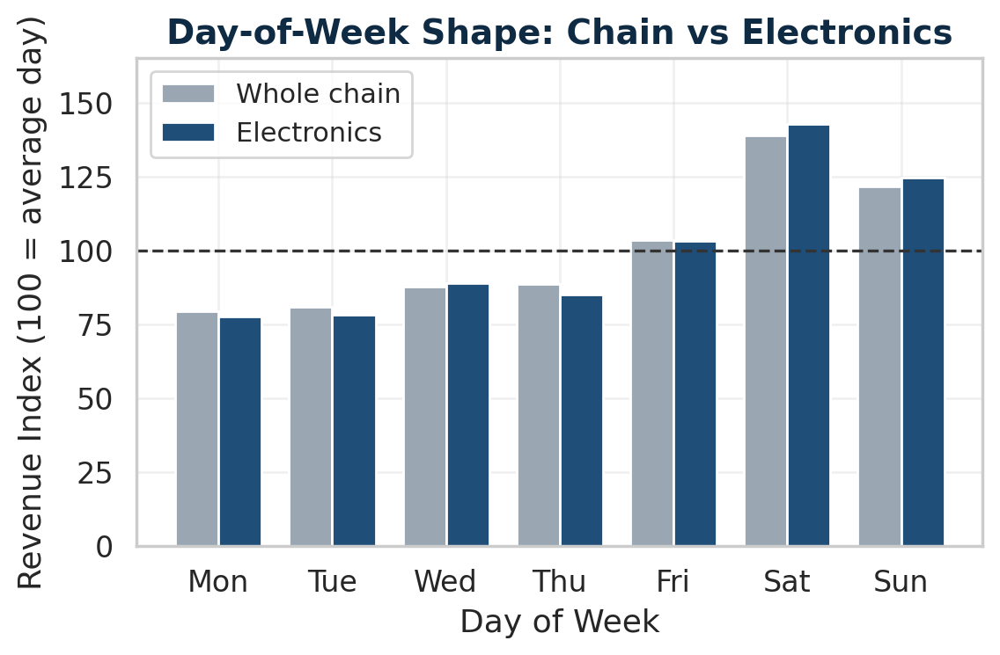 Day-of-Week Shape: Chain vs Electronics
Revenue Index (100 = average day)
150
125
100
75
50
25
0
Whole chain
Electronics
Mon Tue Wed Thu Fri Sat Sun
Day of Week